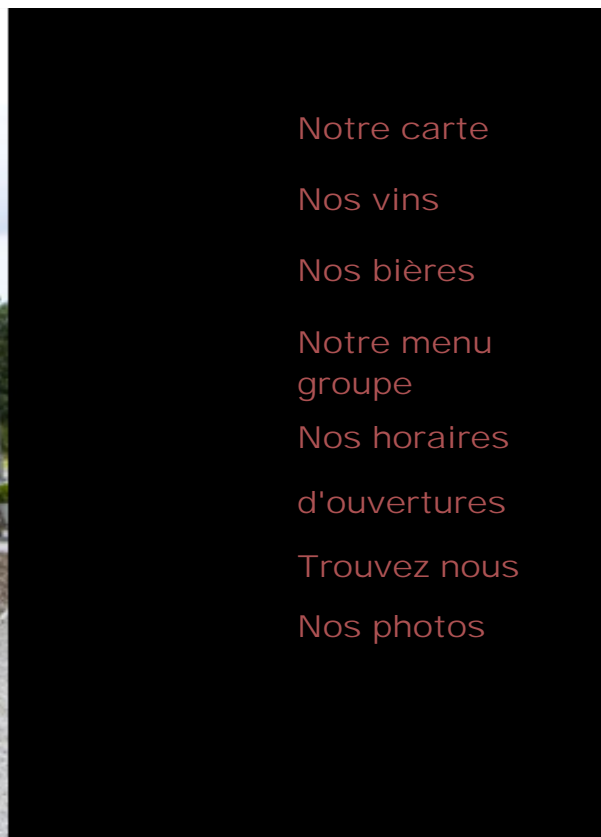 Notre carte
Nos vins
Nos bières
Notre menu
groupe
Nos horaires
d'ouvertures
Trouvez nous
Nos photos